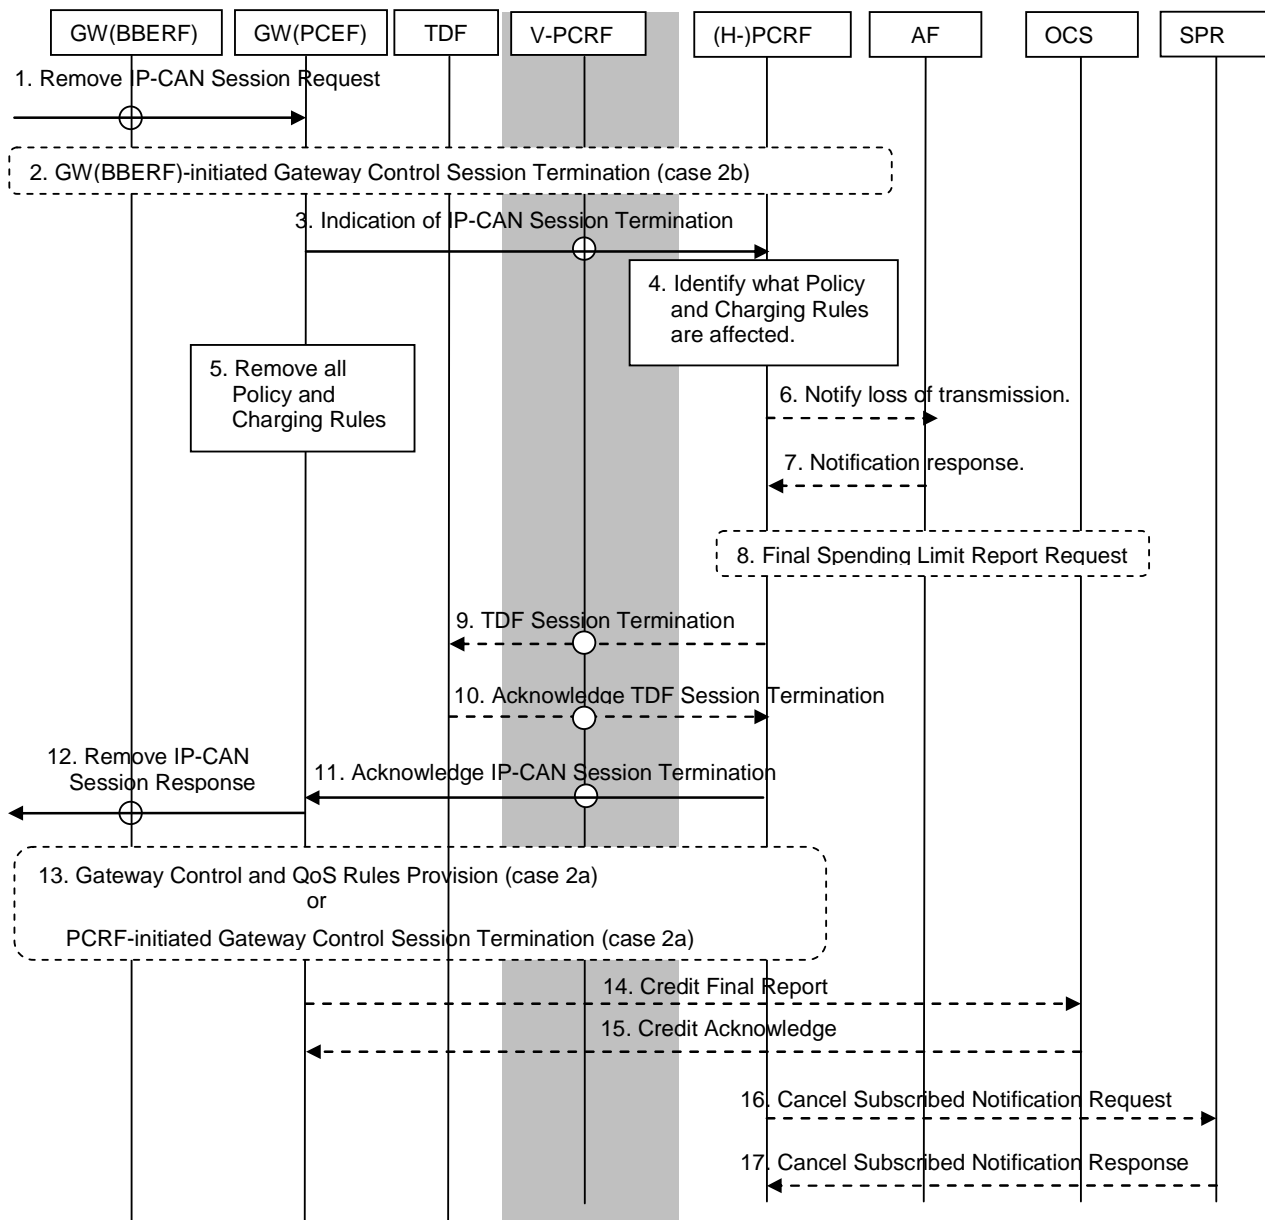 GW(BBERF) GW(PCEF) TDF V-PCRF (H-)PCRF AF OCS SPR
1. Remove IP-CAN Session Request
2. GW(BBERF)-initiated Gateway Control Session Termination (case 2b)
3. Indication of IP-CAN Session Termination
4. Identify what Policy
and Charging Rules
are affected.
5. Remove all
Policy and
Charging Rules
6. Notify loss of transmission.
7. Notification response.
8. Final Spending Limit Report Request
9. TDF Session Termination
10. Acknowledge TDF Session Termination
12. Remove IP-CAN
Session Response
11. Acknowledge IP-CAN Session Termination
13. Gateway Control and QoS Rules Provision (case 2a)
or
PCRF-initiated Gateway Control Session Termination (case 2a)
14. Credit Final Report
15. Credit Acknowledge
16. Cancel Subscribed Notification Request
17. Cancel Subscribed Notification Response